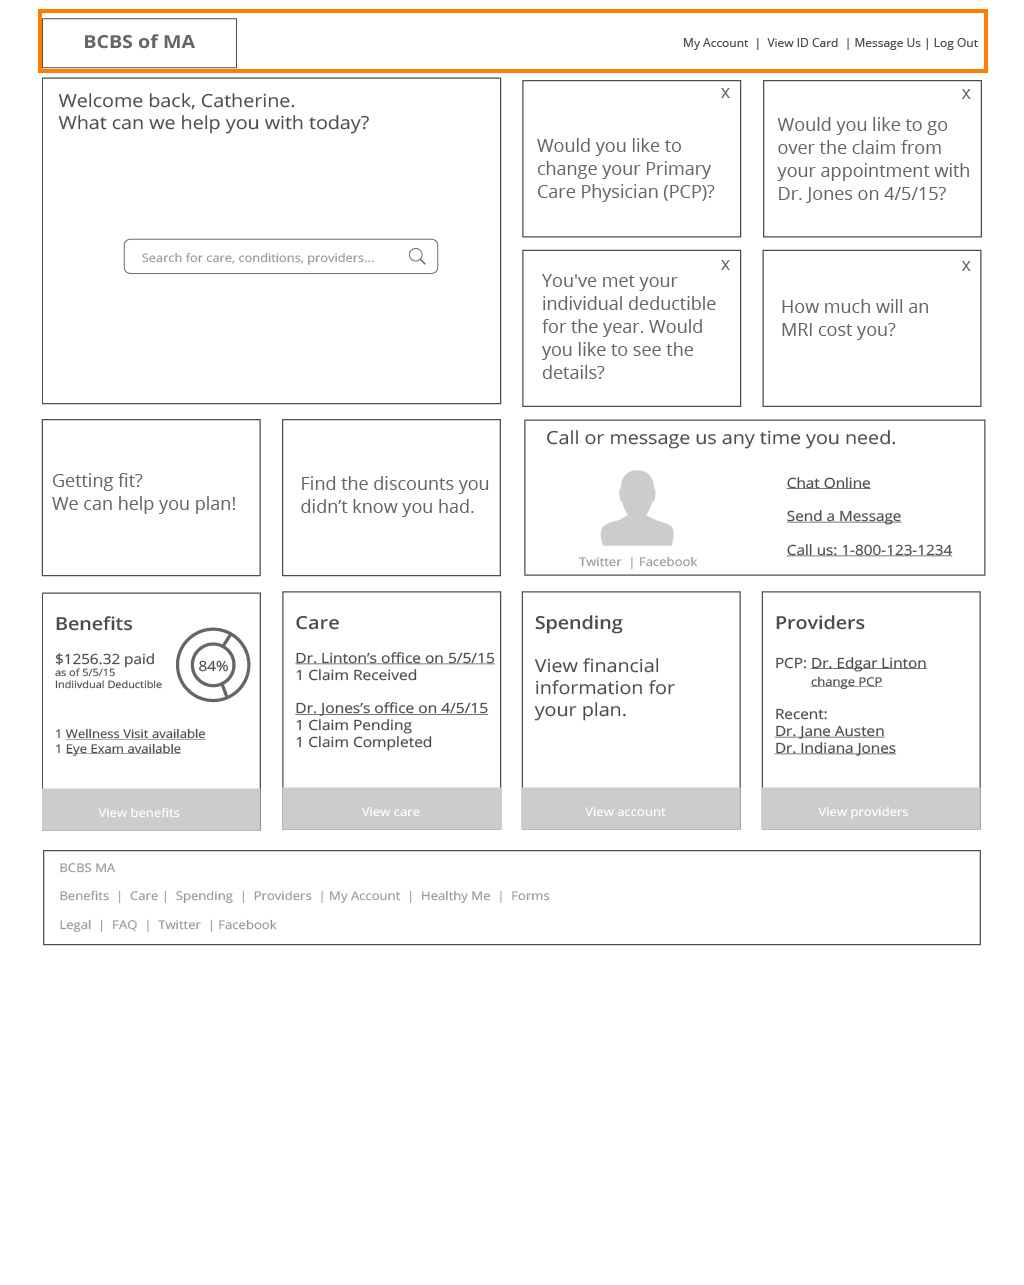 BCBS of MA
My Account | View ID Card | Message Us | Log Out
Welcome back, Catherine.
What can we help you with today?
Search for care, conditions, providers...
X
Would you like to
change your Primary
Care Physician (PCP)?
X
Would you like to go
over the claim from
your appointment with
Dr. Jones on 4/5/15?
X
You've met your
individual deductible
for the year. Would
you like to see the
details?
X
How much will an
MRI cost you?
Getting fit?
We can help you plan!
Find the discounts you
didn’t know you had.
Call or message us any time you need.
Twitter | Facebook
Chat Online
Send a Message
Call us: 1-800-123-1234
Benefits
$1256.32 paid
as of 5/5/15
Indiivdual Deductible
84%
1 Wellness Visit available
1 Eye Exam available
View benefits
Care
Dr. Linton’s office on 5/5/15
1 Claim Received
Dr. Jones’s office on 4/5/15
1 Claim Pending
1 Claim Completed
View care
Spending
View financial
information for
your plan.
View account
Providers
PCP: Dr. Edgar Linton
change PCP
Recent:
Dr. Jane Austen
Dr. Indiana Jones
View providers
BCBS MA
Benefits | Care | Spending | Providers | My Account | Healthy Me | Forms
Legal | FAQ | Twitter | Facebook